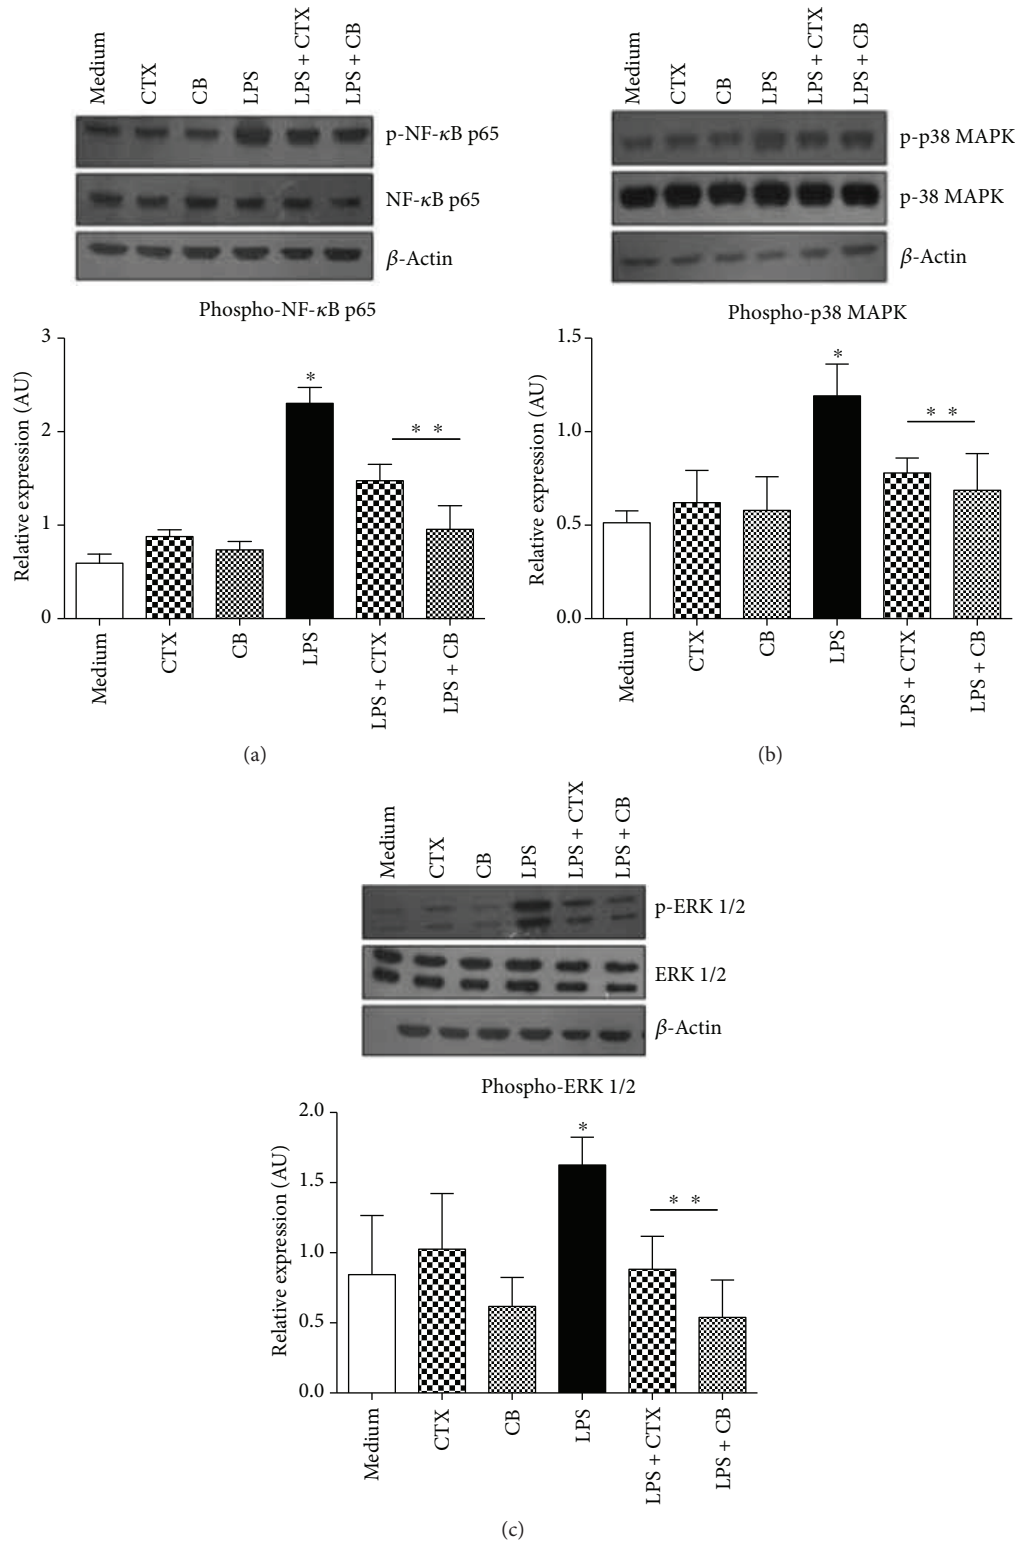 Medium
CTX
CB
LPS
LPS + CTX
LPS + CB
p-NF-κB p65
NF-κB p65
β-Actin
Phospho-NF-κB p65
Relative expression (AU)
3
2
1
0
*
* *
Medium
CTX
CB
LPS
LPS + CTX
LPS + CB
(a)
Medium
CTX
CB
LPS
LPS + CTX
LPS + CB
p-p38 MAPK
p-38 MAPK
β-Actin
Phospho-p38 MAPK
Relative expression (AU)
1.5
1.0
0.5
0.0
*
* *
Medium
CTX
CB
LPS
LPS + CTX
LPS + CB
(b)
Medium
CTX
CB
LPS
LPS + CTX
LPS + CB
p-ERK 1/2
ERK 1/2
β-Actin
Phospho-ERK 1/2
Relative expression (AU)
2.0
1.5
1.0
0.5
0.0
*
* *
Medium
CTX
CB
LPS
LPS + CTX
LPS + CB
(c)